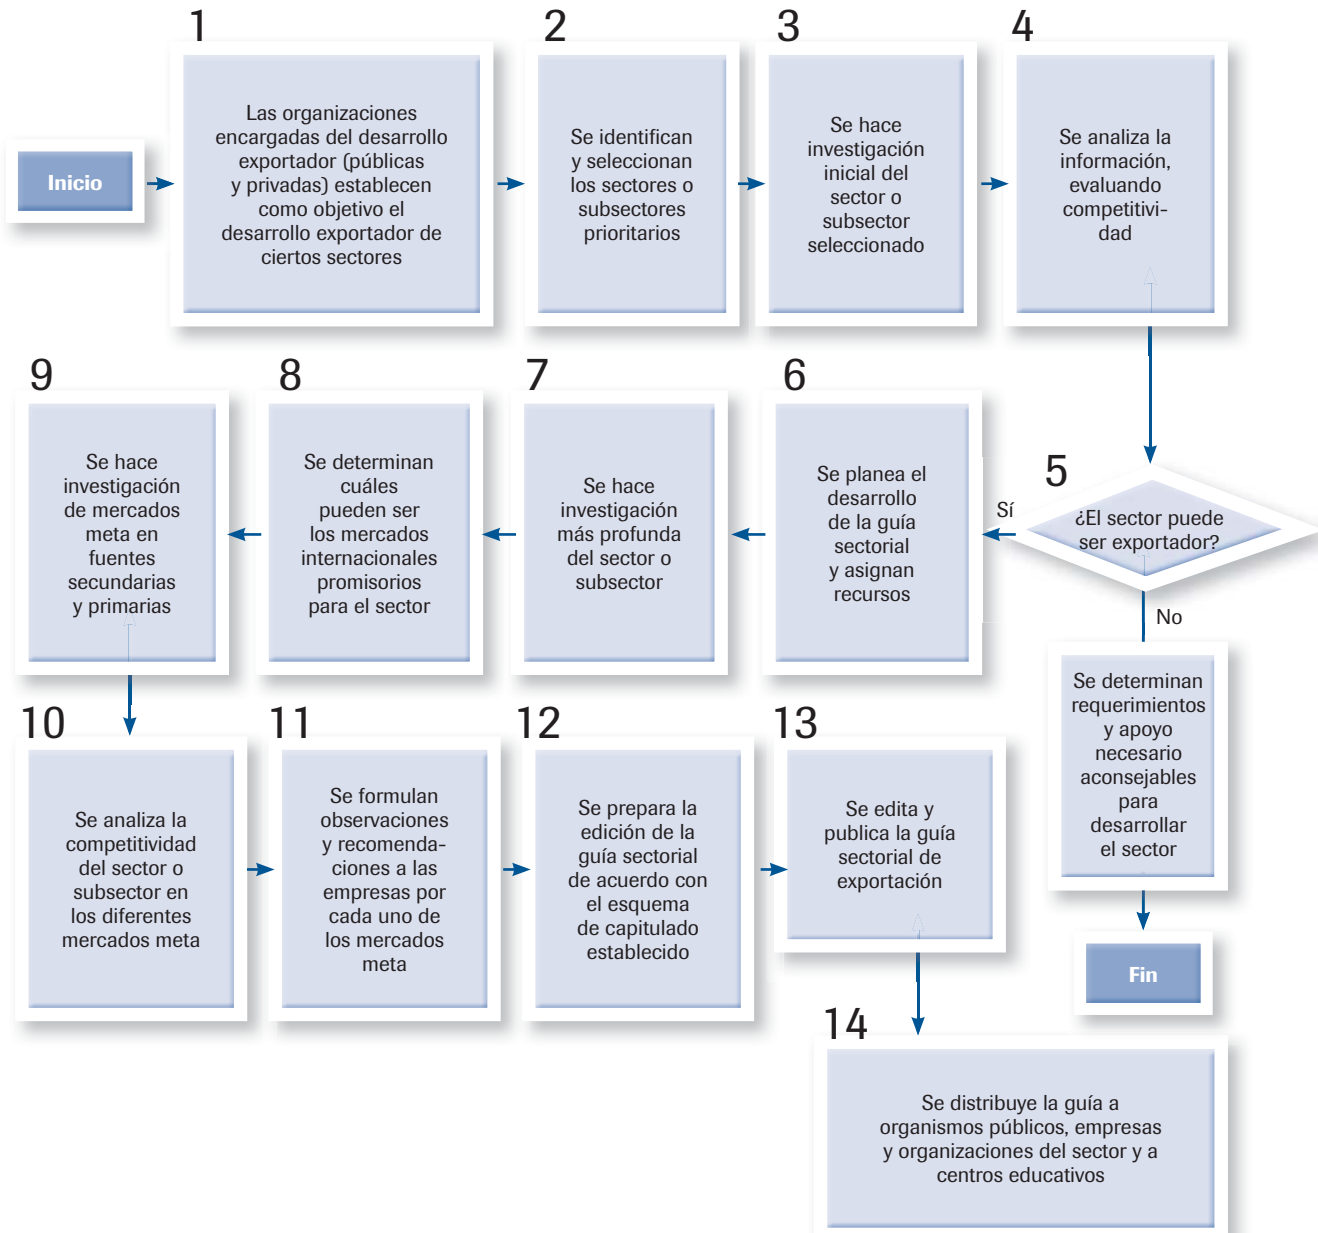 1
Las organizaciones
encargadas del desarrollo
exportador (públicas
y privadas) establecen
como objetivo el
desarrollo exportador de
ciertos sectores
2
Se identifican
y seleccionan
los sectores o
subsectores
prioritarios
3
Se hace
investigación
inicial del
sector o
subsector
seleccionado
4
Se analiza la
información,
evaluando
competitivi-
dad
Inicio
5
¿El sector puede
ser exportador?
Sí
No
6
Se planea el
desarrollo
de la guía
sectorial
y asignan
recursos
7
Se hace
investigación
más profunda
del sector o
subsector
8
Se determinan
cuáles
pueden ser
los mercados
internacionales
promisorios
para el sector
9
Se hace
investigación
de mercados
meta en
fuentes
secundarias
y primarias
Se determinan
requerimientos
y apoyo
necesario
aconsejables
para
desarrollar
el sector
Fin
10
Se analiza la
competitividad
del sector o
subsector en
los diferentes
mercados meta
11
Se formulan
observaciones
y recomenda-
ciones a las
empresas por
cada uno de
los mercados
meta
12
Se prepara la
edición de la
guía sectorial
de acuerdo con
el esquema
de capitulado
establecido
13
Se edita y
publica la guía
sectorial de
exportación
14
Se distribuye la guía a
organismos públicos, empresas
y organizaciones del sector y a
centros educativos